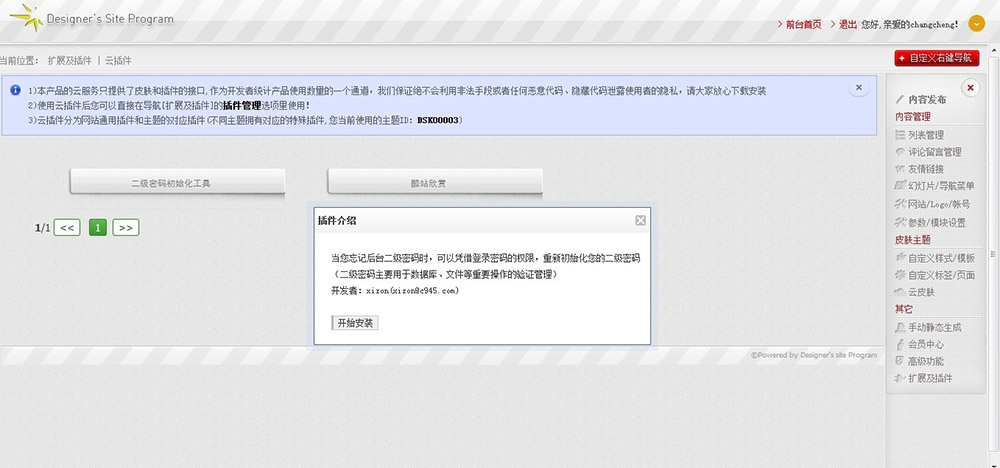 Designer's Site Program
> 前台首页 > 退出 您好,亲爱的changcheng!
当前位置: 扩展及插件 | 云插件
+ 自定义右键导航
1)本产品的云服务只提供了皮肤和插件的接口,作为开发者统计产品使用数量的一个通道,我们保证绝不会利用非法手段或者任何恶意代码、隐藏代码泄露使用者的隐私,请大家放心下载安装
2)使用云插件后您可以直接在导航[扩展及插件]的插件管理选项里使用!
3)云插件分为网站通用插件和主题的对应插件(不同主题拥有对应的特殊插件,您当前使用的主题ID: DSK00003)
二级密码初始化工具
酷站欣赏
1/1 << 1 >>
插件介绍
当您忘记后台二级密码时,可以凭借登录密码的权限,重新初始化您的二级密码
(二级密码主要用于数据库、文件等重要操作的验证管理)
开发者: xizon(xizon@c945.com)
开始安装
©Powered by Designer's site Program
内容发布
内容管理
列表管理
评论留言管理
友情链接
幻灯片/导航菜单
网站/Logo/帐号
参数/模块设置
皮肤主题
自定义样式/模板
自定义标签/页面
云皮肤
其它
手动静态生成
会员中心
高级功能
扩展及插件